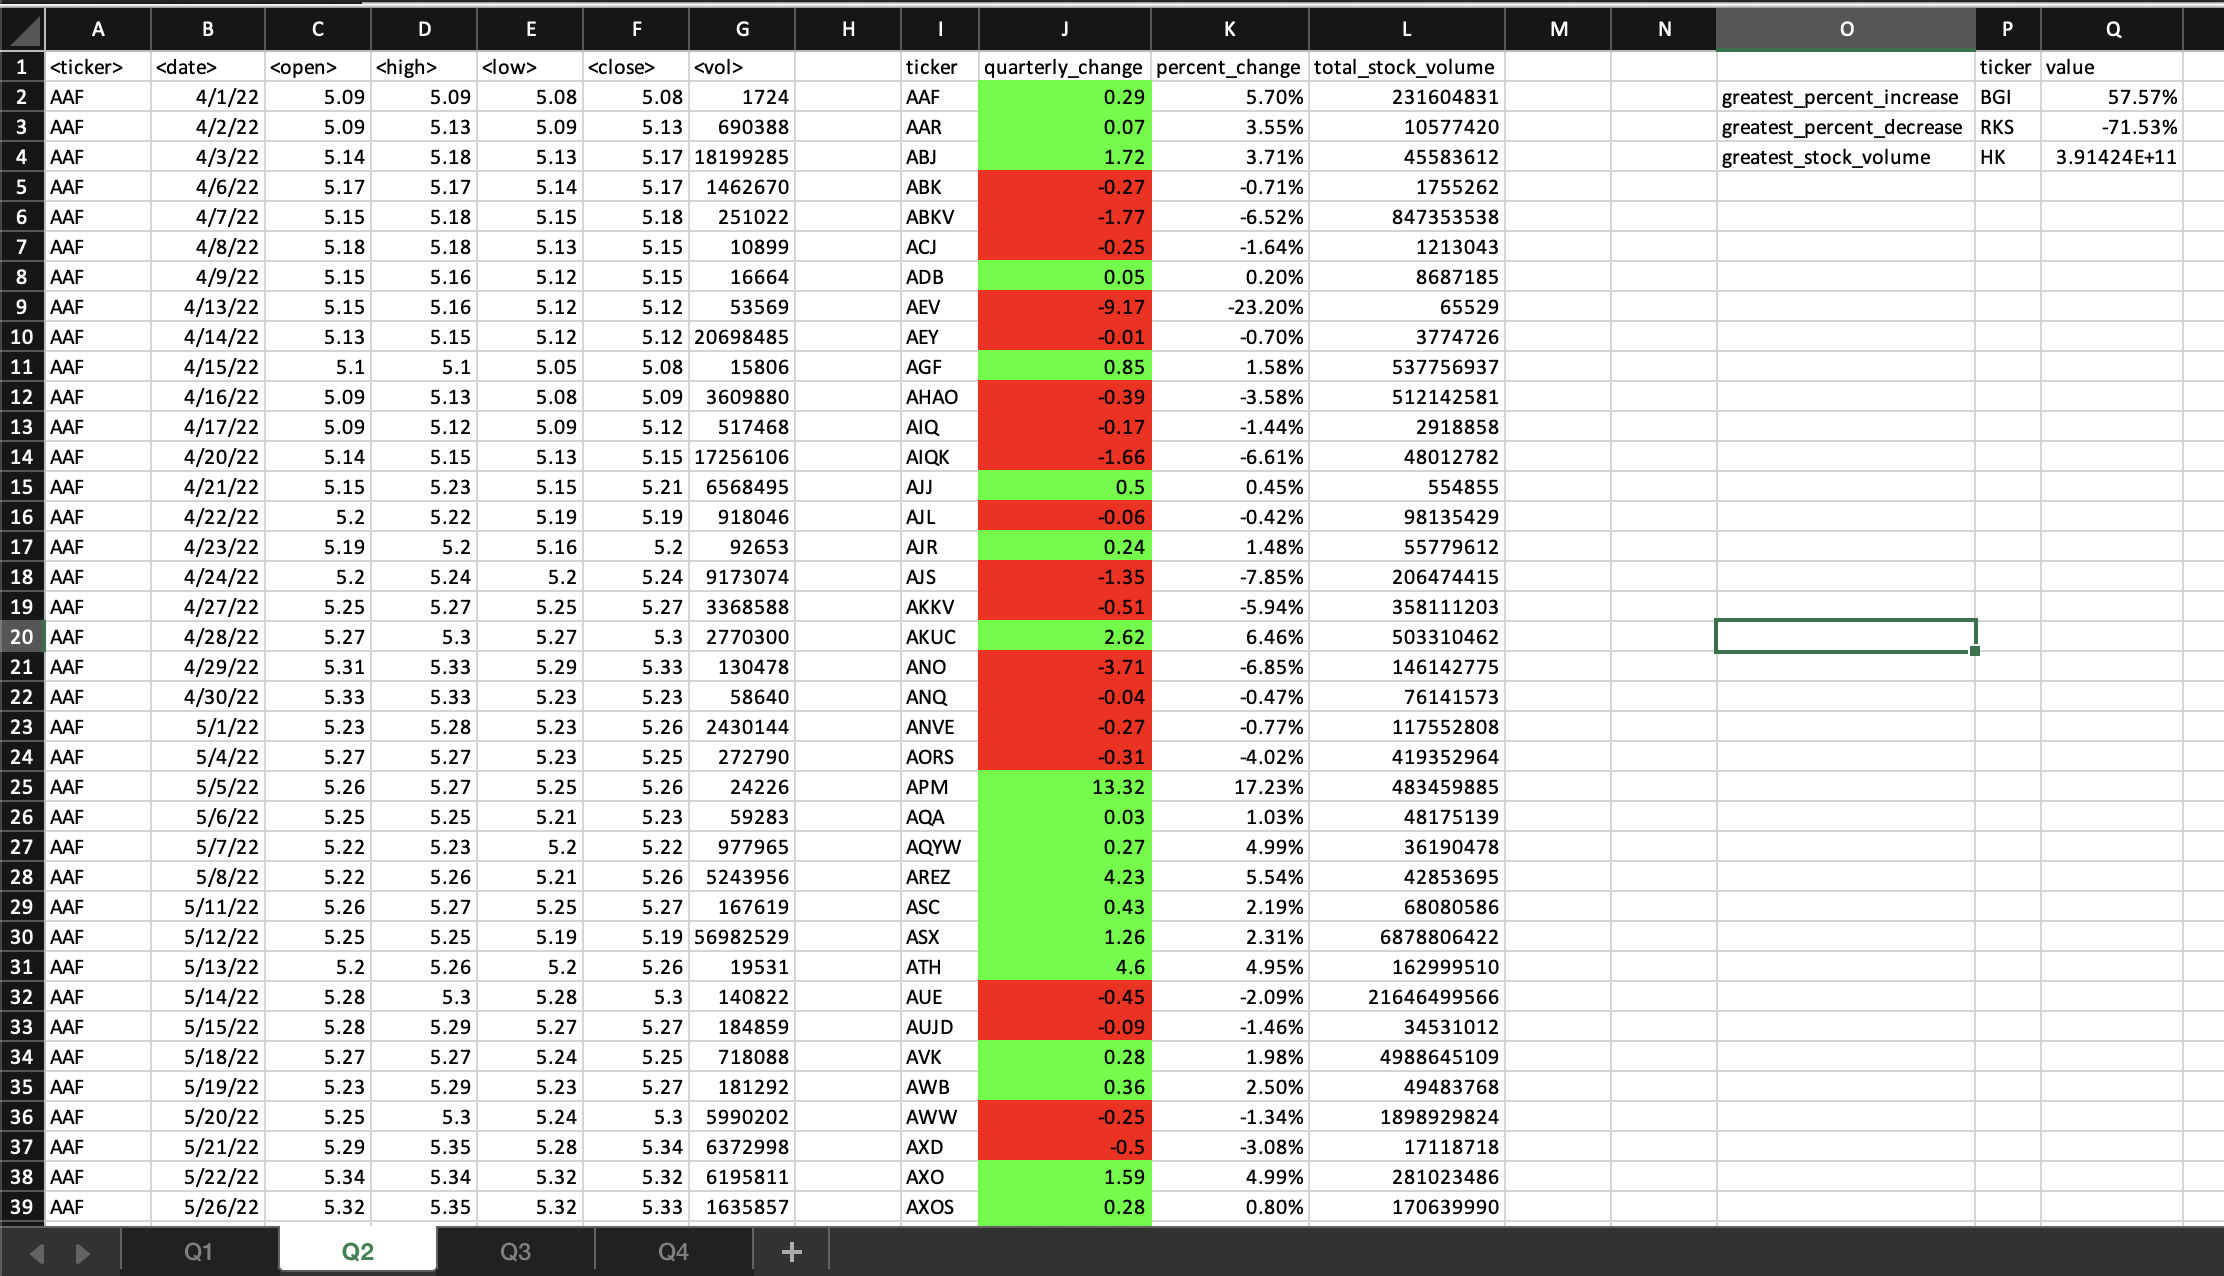 A B C D E F G H I J K L M N O P Q
1 <ticker> <date> <open> <high> <low> <close> <vol> ticker quarterly_change percent_change total_stock_volume ticker value
2 AAF 4/1/22 5.09 5.09 5.08 5.08 1724 AAF 0.29 5.70% 231604831 greatest_percent_increase BGI 57.57%
3 AAF 4/2/22 5.09 5.13 5.09 5.13 690388 AAR 0.07 3.55% 10577420 greatest_percent_decrease RKS -71.53%
4 AAF 4/3/22 5.14 5.18 5.13 5.17 18199285 ABJ 1.72 3.71% 45583612 greatest_stock_volume HK 3.91424E+11
5 AAF 4/6/22 5.17 5.17 5.14 5.17 1462670 ABK -0.27 -0.71% 1755262
6 AAF 4/7/22 5.15 5.18 5.15 5.18 251022 ABKV -1.77 -6.52% 847353538
7 AAF 4/8/22 5.18 5.18 5.13 5.15 10899 ACJ -0.25 -1.64% 1213043
8 AAF 4/9/22 5.15 5.16 5.12 5.15 16664 ADB 0.05 0.20% 8687185
9 AAF 4/13/22 5.15 5.16 5.12 5.12 53569 AEV -9.17 -23.20% 65529
10 AAF 4/14/22 5.13 5.15 5.12 5.12 20698485 AEY -0.01 -0.70% 3774726
11 AAF 4/15/22 5.1 5.1 5.05 5.08 15806 AGF 0.85 1.58% 537756937
12 AAF 4/16/22 5.09 5.13 5.08 5.09 3609880 AHAO -0.39 -3.58% 512142581
13 AAF 4/17/22 5.09 5.12 5.09 5.12 517468 AIQ -0.17 -1.44% 2918858
14 AAF 4/20/22 5.14 5.15 5.13 5.15 17256106 AIQK -1.66 -6.61% 48012782
15 AAF 4/21/22 5.15 5.23 5.15 5.21 6568495 AJJ 0.5 0.45% 554855
16 AAF 4/22/22 5.2 5.22 5.19 5.19 918046 AJL -0.06 -0.42% 98135429
17 AAF 4/23/22 5.19 5.2 5.16 5.2 92653 AJR 0.24 1.48% 55779612
18 AAF 4/24/22 5.2 5.24 5.2 5.24 9173074 AJS -1.35 -7.85% 206474415
19 AAF 4/27/22 5.25 5.27 5.25 5.27 3368588 AKKV -0.51 -5.94% 358111203
20 AAF 4/28/22 5.27 5.3 5.27 5.3 2770300 AKUC 2.62 6.46% 503310462
21 AAF 4/29/22 5.31 5.33 5.29 5.33 130478 ANO -3.71 -6.85% 146142775
22 AAF 4/30/22 5.33 5.33 5.23 5.23 58640 ANQ -0.04 -0.47% 76141573
23 AAF 5/1/22 5.23 5.28 5.23 5.26 2430144 ANVE -0.27 -0.77% 117552808
24 AAF 5/4/22 5.27 5.27 5.23 5.25 272790 AORS -0.31 -4.02% 419352964
25 AAF 5/5/22 5.26 5.27 5.25 5.26 24226 APM 13.32 17.23% 483459885
26 AAF 5/6/22 5.25 5.25 5.21 5.23 59283 AQA 0.03 1.03% 48175139
27 AAF 5/7/22 5.22 5.23 5.2 5.22 977965 AQYW 0.27 4.99% 36190478
28 AAF 5/8/22 5.22 5.26 5.21 5.26 5243956 AREZ 4.23 5.54% 42853695
29 AAF 5/11/22 5.26 5.27 5.25 5.27 167619 ASC 0.43 2.19% 68080586
30 AAF 5/12/22 5.25 5.25 5.19 5.19 56982529 ASX 1.26 2.31% 6878806422
31 AAF 5/13/22 5.2 5.26 5.2 5.26 19531 ATH 4.6 4.95% 162999510
32 AAF 5/14/22 5.28 5.3 5.28 5.3 140822 AUE -0.45 -2.09% 21646499566
33 AAF 5/15/22 5.28 5.29 5.27 5.27 184859 AUJD -0.09 -1.46% 34531012
34 AAF 5/18/22 5.27 5.27 5.24 5.25 718088 AVK 0.28 1.98% 4988645109
35 AAF 5/19/22 5.23 5.29 5.23 5.27 181292 AWB 0.36 2.50% 49483768
36 AAF 5/20/22 5.25 5.3 5.24 5.3 5990202 AWW -0.25 -1.34% 1898929824
37 AAF 5/21/22 5.29 5.35 5.28 5.34 6372998 AXD -0.5 -3.08% 17118718
38 AAF 5/22/22 5.34 5.34 5.32 5.32 6195811 AXO 1.59 4.99% 281023486
39 AAF 5/26/22 5.32 5.35 5.32 5.33 1635857 AXOS 0.28 0.80% 170639990
Q1 Q2 Q3 Q4 +